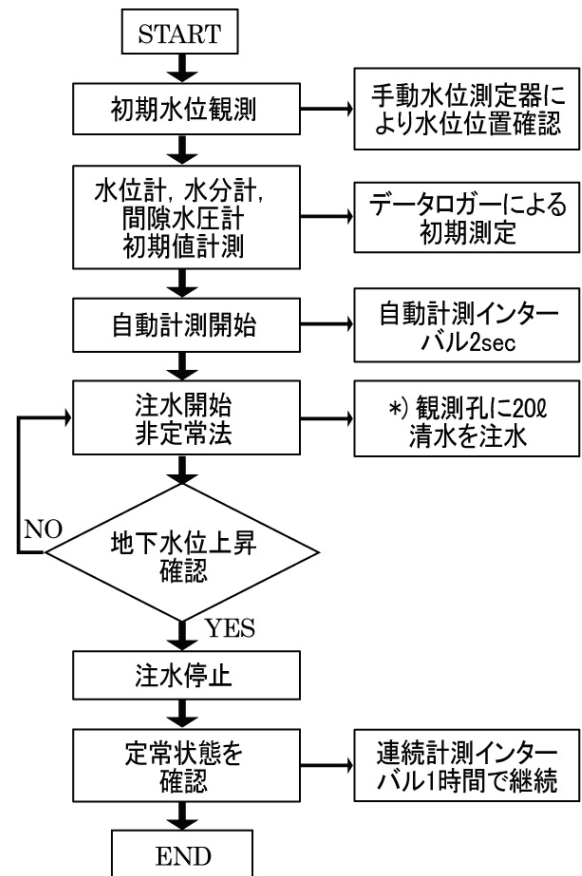 START
初期水位観測
手動水位測定器に
より水位位置確認
水位計，水分計，
間隙水圧計
初期値計測
データロガーによる
初期測定
自動計測開始
自動計測インター
バル2sec
注水開始
非定常法
*) 観測孔に20ℓ
清水を注水
NO
地下水位上昇
確認
YES
注水停止
定常状態を
確認
連続計測インター
バル1時間で継続
END